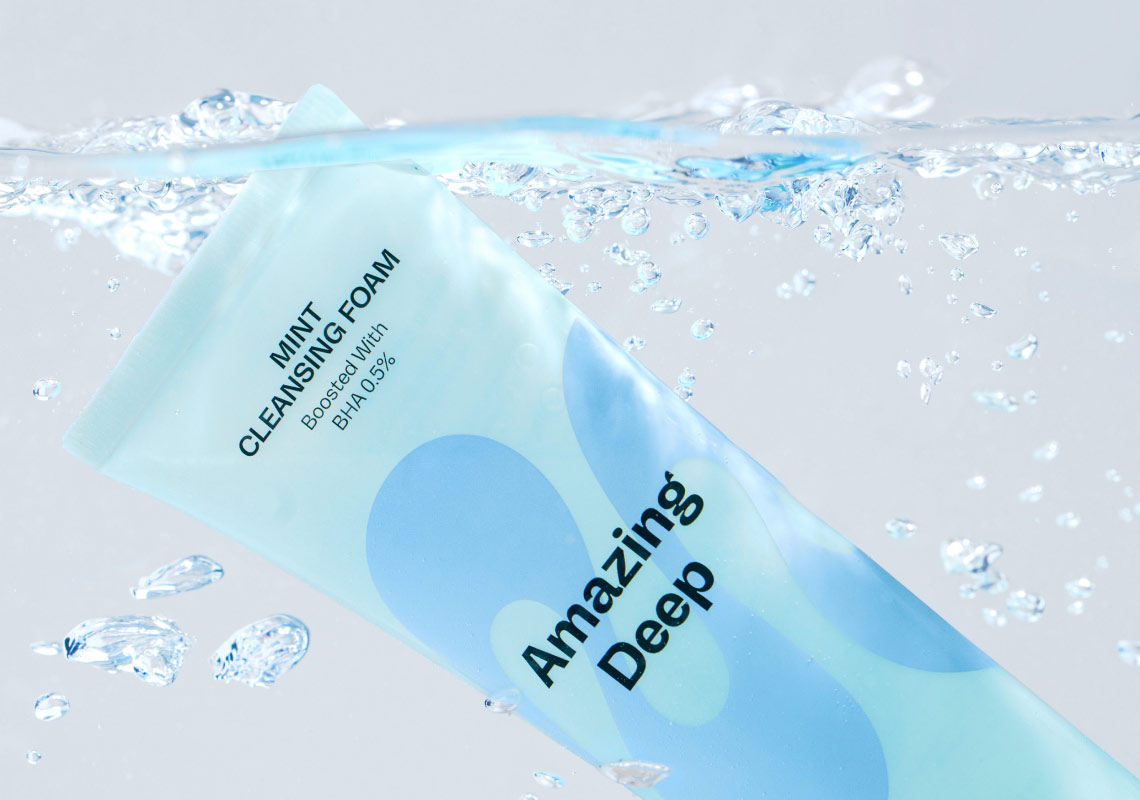 MINT
CLEANSING FOAM
Boosted With
BHA 0.5%
Amazing
Deep